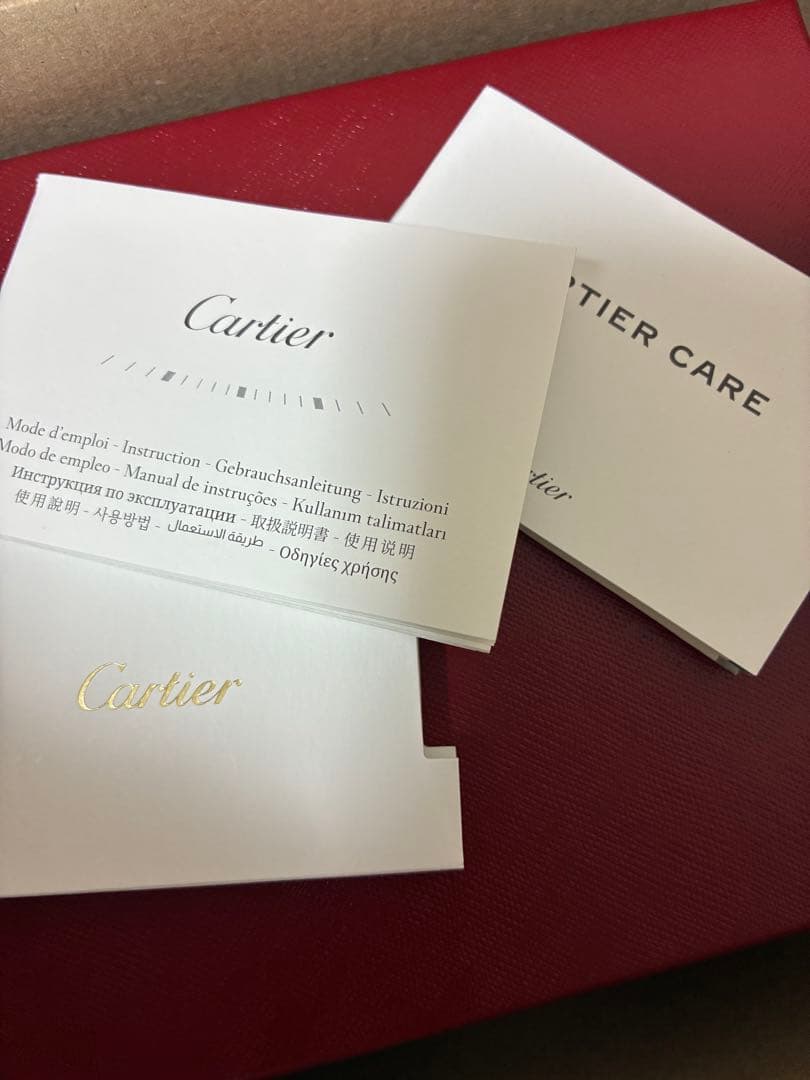 Cartier
Mode d'emploi - Instruction - Gebrauchsanleitung - Istruzioni
Modo de empleo - Manual de instruções - Kullanım talimatları
Инструкция по эксплуатации - 取扱説明書 - 使用说明
使用說明 - 사용방법 - طريقة الاستعمال - Οδηγίες χρήσης
TIER CARE
rtier
Cartier